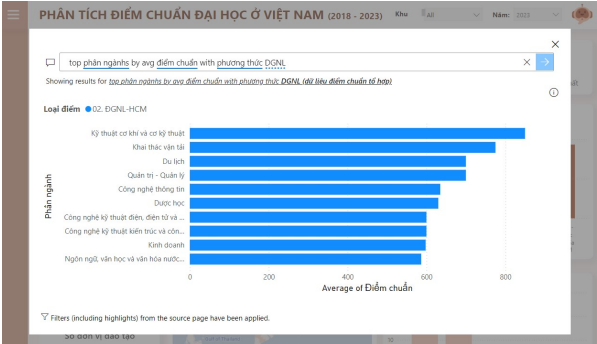 PHÂN TÍCH ĐIỂM CHUẨN ĐẠI HỌC Ở VIỆT NAM (2018 - 2023)
Khu
All
Năm: 2023
top phân ngànhs by avg điểm chuẩn with phương thức DGNL
Showing results for top phân ngànhs by avg điểm chuẩn with phương thức DGNL (dữ liệu điểm chuẩn tổ hợp)
Loại điểm 02. ĐGNL-HCM
Phân ngành
Kỹ thuật cơ khí và cơ kỹ thuật
Khai thác vận tải
Du lịch
Quản trị - Quản lý
Công nghệ thông tin
Dược học
Công nghệ kỹ thuật điện, điện tử và ...
Công nghệ kỹ thuật kiến trúc và côn...
Kinh doanh
Ngôn ngữ, văn học và văn hóa nước...
0 200 400 600 800
Average of Điểm chuẩn
Filters (including highlights) from the source page have been applied.
Số đơn vị đào tạo
10